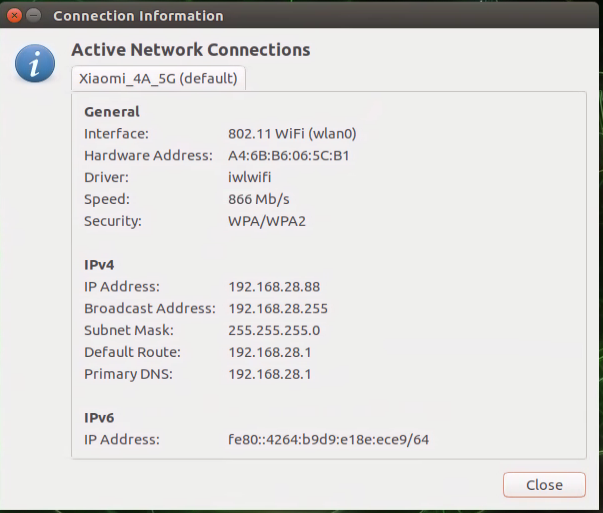 Connection Information
Active Network Connections
Xiaomi_4A_5G (default)
General
Interface: 802.11 WiFi (wlan0)
Hardware Address: A4:6B:B6:06:5C:B1
Driver: iwlwifi
Speed: 866 Mb/s
Security: WPA/WPA2
IPv4
IP Address: 192.168.28.88
Broadcast Address: 192.168.28.255
Subnet Mask: 255.255.255.0
Default Route: 192.168.28.1
Primary DNS: 192.168.28.1
IPv6
IP Address: fe80::4264:b9d9:e18e:ece9/64
Close